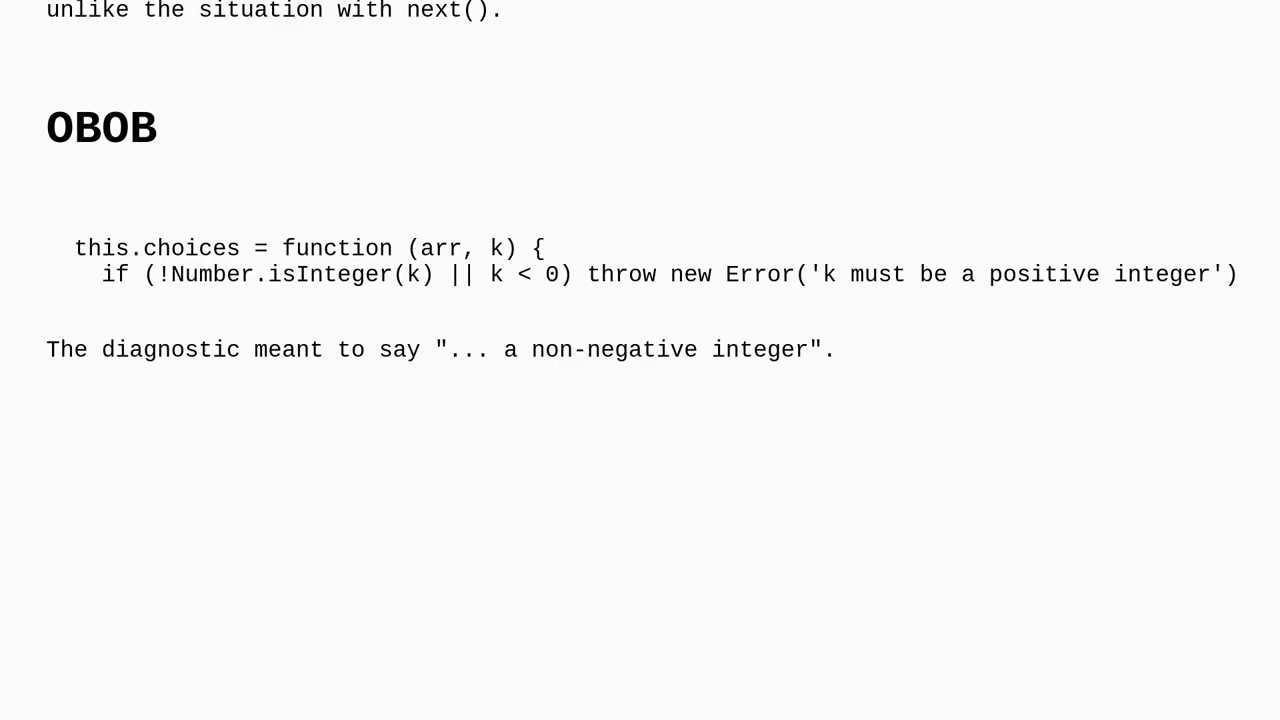 unlike the situation with next().
OBOB
this.choices = function (arr, k) {
if (!Number.isInteger(k) || k < 0) throw new Error('k must be a positive integer')
The diagnostic meant to say "... a non-negative integer".